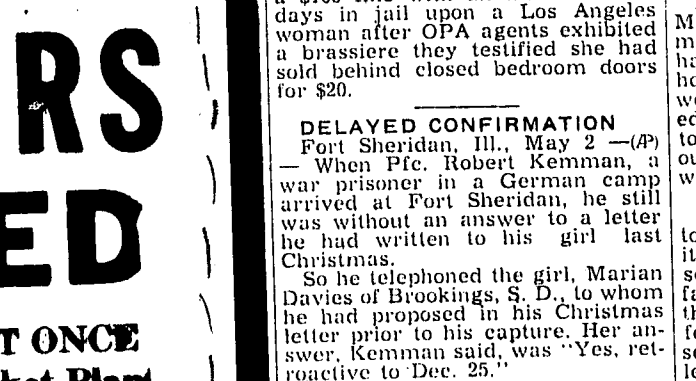 RS
ED
T ONCE
days in jail upon a Los Angeles
woman after OPA agents exhibited
a brassiere they testified she had
sold behind closed bedroom doors
for $20.
DELAYED CONFIRMATION
Fort Sheridan, Ill., May 2 —(AP)
— When Pfc. Robert Kemman, a
war prisoner in a German camp
arrived at Fort Sheridan, he still
was without an answer to a letter
he had written to his girl last
Christmas.
So he telephoned the girl, Marian
Davies of Brookings, S. D., to whom
he had proposed in his Christmas
letter prior to his capture. Her an-
swer, Kemman said, was "Yes, ret-
roactive to Dec. 25."